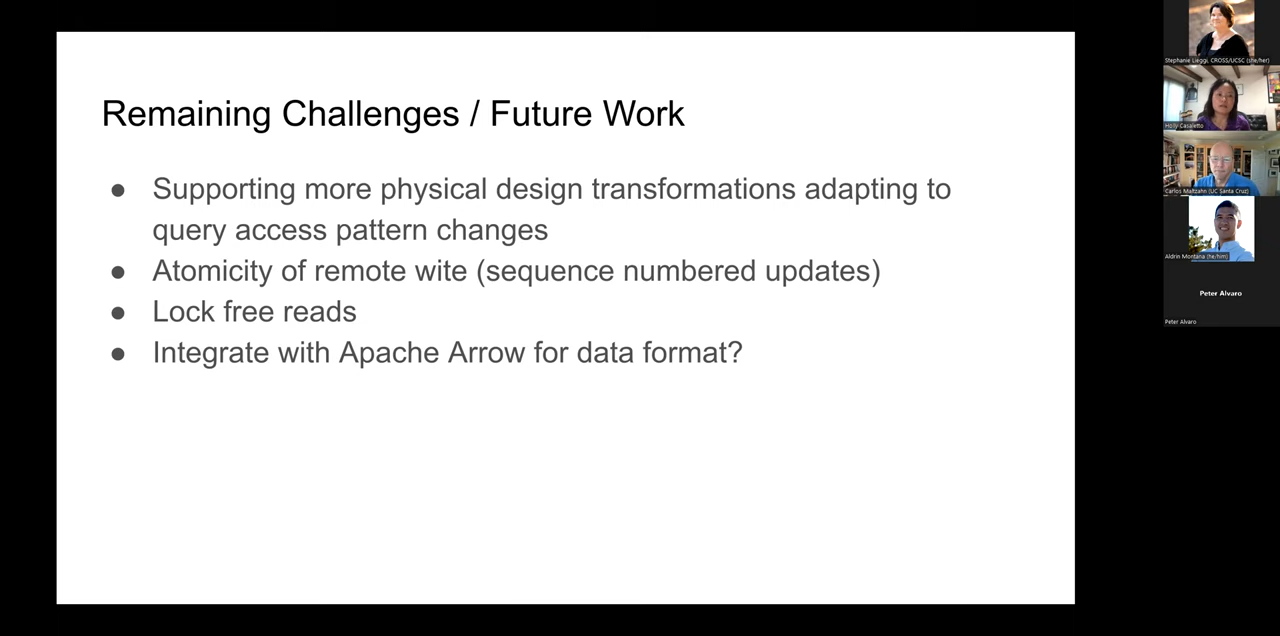 Remaining Challenges / Future Work
● Supporting more physical design transformations adapting to
query access pattern changes
● Atomicity of remote wite (sequence numbered updates)
● Lock free reads
● Integrate with Apache Arrow for data format?
Stephanie Lieggi, CROSS/UCSC (she/her)
Holly Casaletto
Carlos Maltzahn (UC Santa Cruz)
Aldrin Montana (he/him)
Peter Alvaro
Peter Alvaro